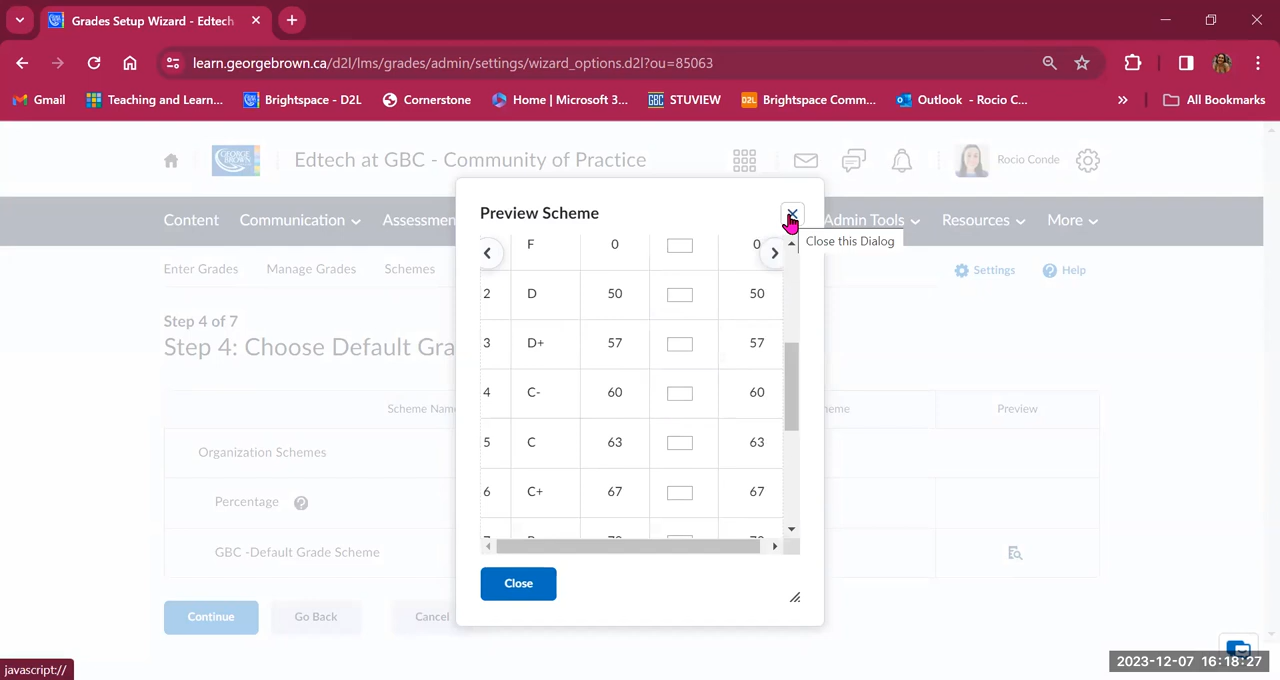 Grades Setup Wizard - Edtech
learn.georgebrown.ca/d2l/lms/grades/admin/settings/wizard_options.d2l?ou=85063
Gmail Teaching and Learn... Brightspace - D2L Cornerstone Home | Microsoft 3... GBC STUVIEW D2L Brightspace Comm... Outlook - Rocio C... » All Bookmarks
GEORGE BROWN Edtech at GBC - Community of Practice Rocio Conde
Content Communication Assessmen Admin Tools Resources More
Preview Scheme
Close this Dialog
Enter Grades Manage Grades Schemes Settings Help
F 0 0
2 D 50 50
3 D+ 57 57
4 C- 60 60
5 C 63 63
6 C+ 67 67
Step 4 of 7
Step 4: Choose Default Gra
Scheme Nam eme Preview
Organization Schemes
Percentage
GBC -Default Grade Scheme
Close
Continue Go Back Cancel
javascript://
2023-12-07 16:18:27